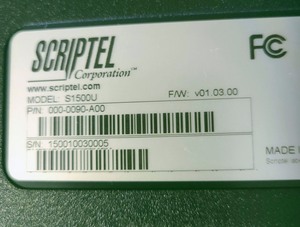 SCRIPTEL
Corporation™
www.scriptel.com
FC
MODEL: S1500U
F/W: v01.03.00
P/N: 000-0090-A00
S/N: 150010030005
MADE